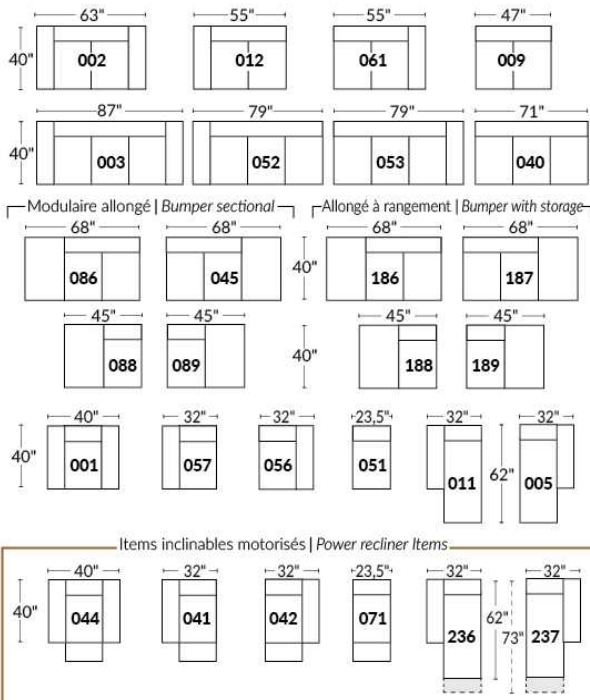 63" 55" 55" 47"
40" 002 012 061 009
87" 79" 79" 71"
40" 003 052 053 040
Modulaire allongé | Bumper sectional Allongé à rangement | Bumper with storage
68" 68" 68" 68"
086 045 40" 186 187
45" 45" 45" 45"
088 089 40" 188 189
40" 32" 32" 23,5" 32" 32"
40" 001 057 056 051 011 62" 005
Items inclinables motorisés | Power recliner Items
40" 32" 32" 23,5" 32" 32"
40" 044 041 042 071 236 62" 73" 237